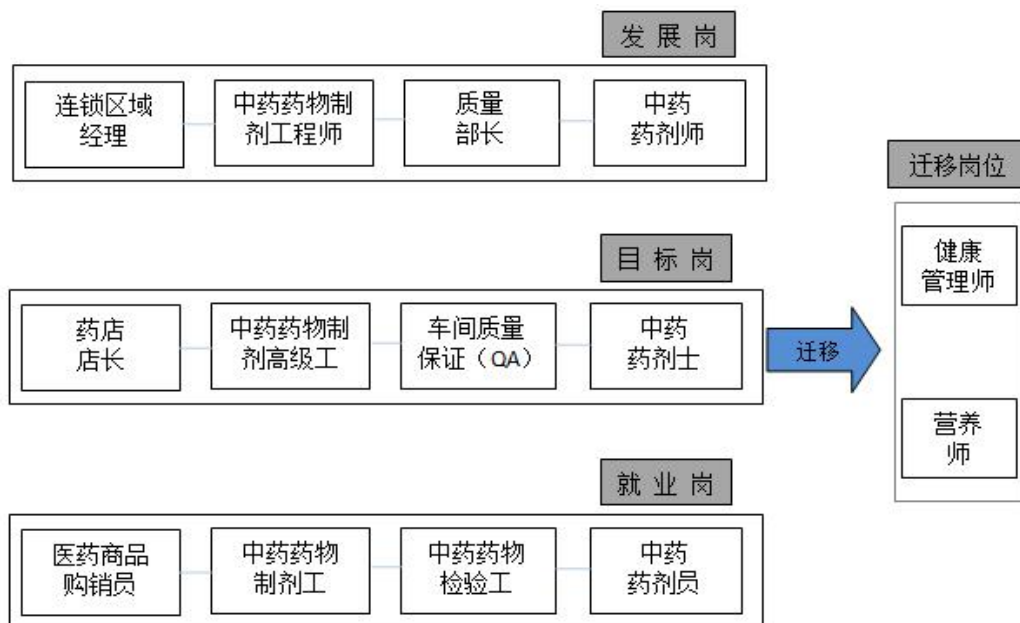 发 展 岗
连锁区域
经理
中药药物制
剂工程师
质量
部长
中药
药剂师
迁移岗位
健康
管理师
营养
师
目 标 岗
药店
店长
中药药物制
剂高级工
车间质量
保证（QA）
中药
药剂士
迁移
就 业 岗
医药商品
购销员
中药药物
制剂工
中药药物
检验工
中药
药剂员